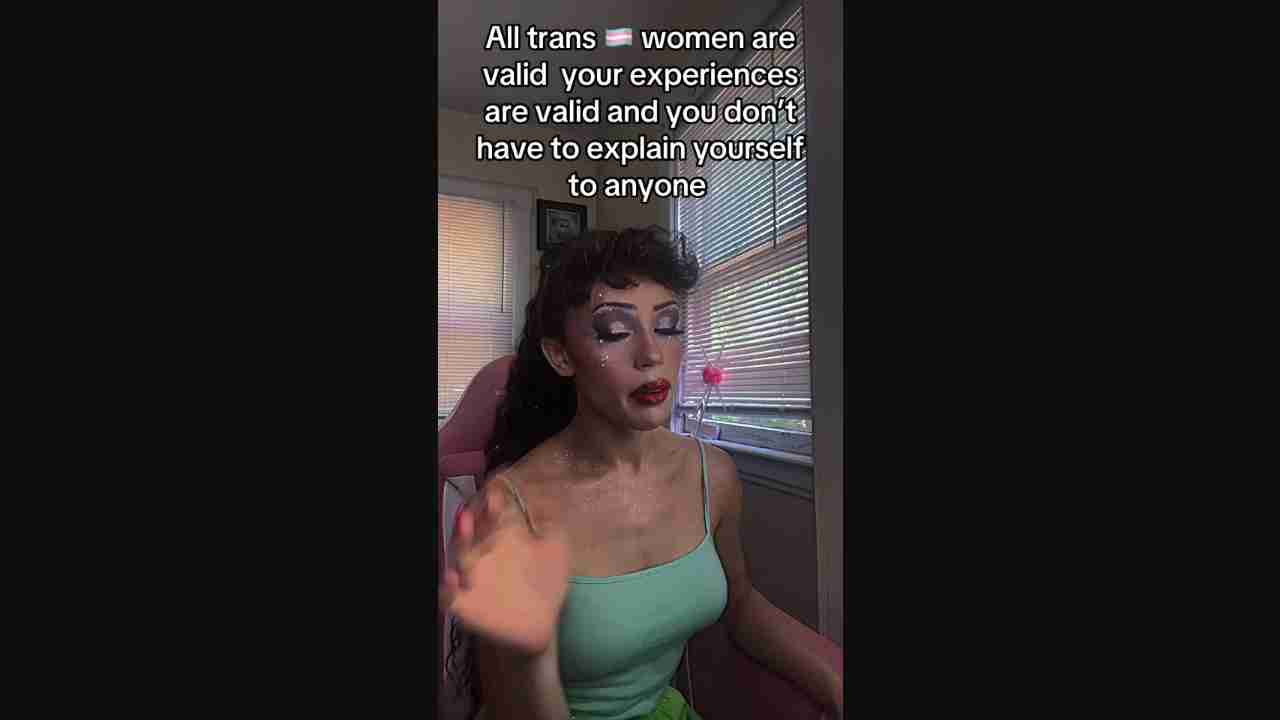 All trans 🏳️‍⚧️ women are
valid your experiences
are valid and you don't
have to explain yourself
to anyone